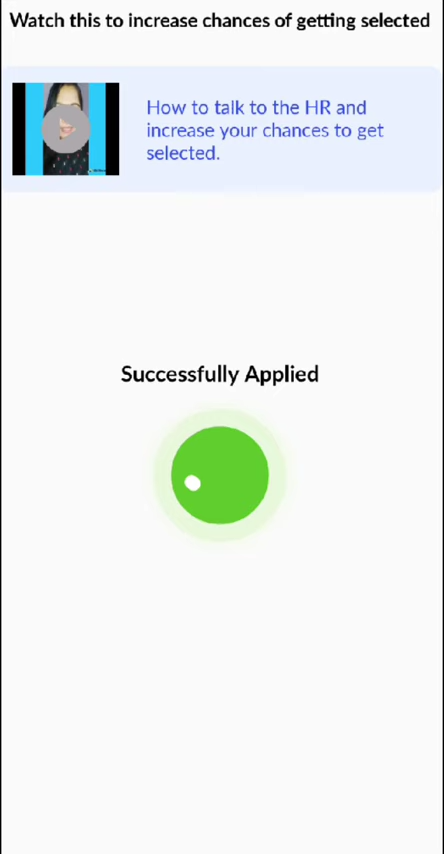 Watch this to increase chances of getting selected
How to talk to the HR and
increase your chances to get
selected.
Successfully Applied